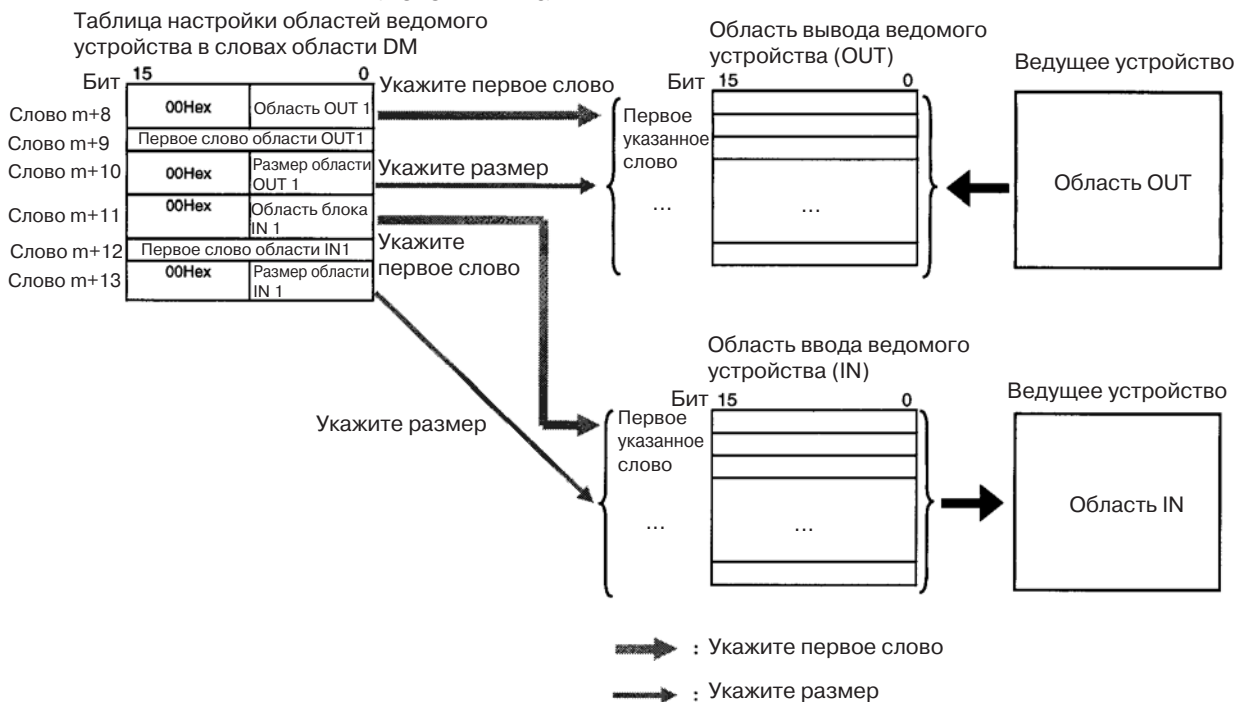 Таблица настройки областей ведомого
устройства в словах области DM
Бит 15 0
Слово m+8 00Hex Область OUT 1
Слово m+9 Первое слово области OUT1
Слово m+10 00Hex Размер области
OUT 1
Слово m+11 00Hex Область блока
IN 1
Слово m+12 Первое слово области IN1
Слово m+13 00Hex Размер области
IN 1
Укажите первое слово
Укажите размер
Укажите
первое слово
Укажите размер
Область вывода ведомого
устройства (OUT)
Бит 15 0
Первое
указанное
слово
... ...
Ведущее устройство
Область OUT
Область ввода ведомого
устройства (IN)
Бит 15 0
Первое
указанное
слово
... ...
Ведущее устройство
Область IN
: Укажите первое слово
: Укажите размер